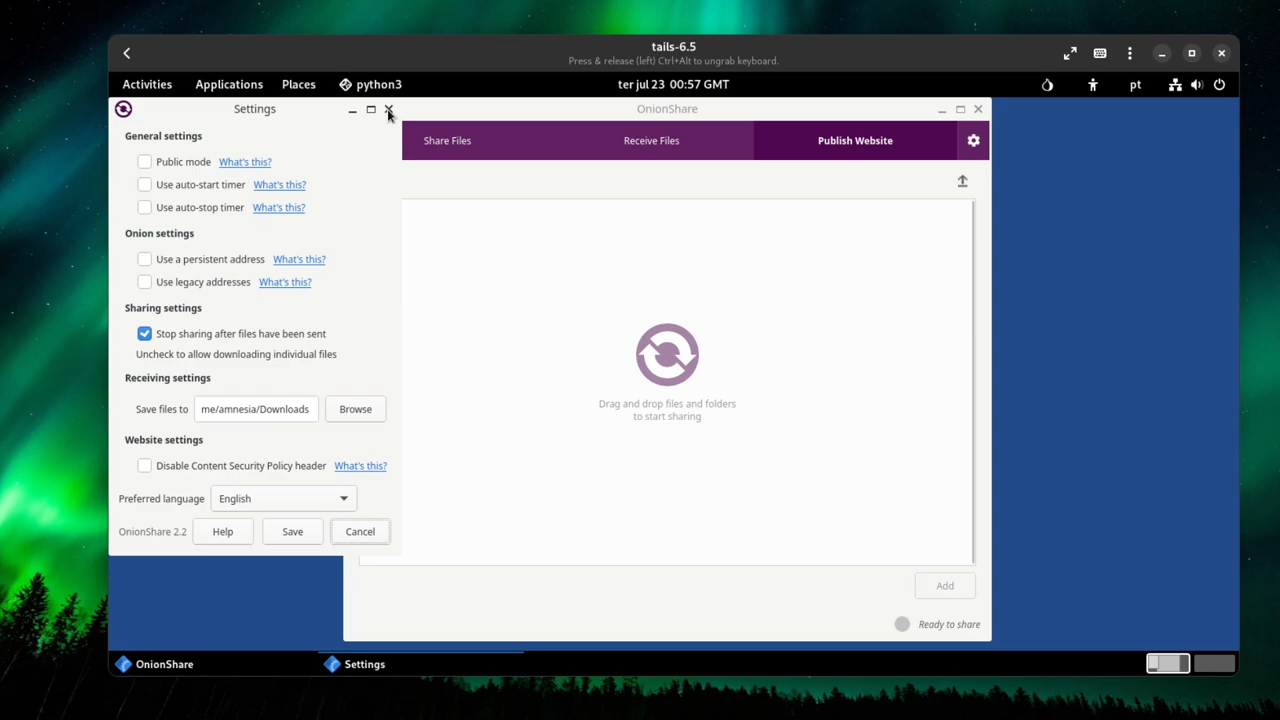 tails-6.5
Press & release (left) Ctrl+Alt to ungrab keyboard.
Activities Applications Places python3 ter jul 23 00:57 GMT pt
Settings
OnionShare
General settings
Public mode What's this?
Use auto-start timer What's this?
Use auto-stop timer What's this?
Onion settings
Use a persistent address What's this?
Use legacy addresses What's this?
Sharing settings
Stop sharing after files have been sent
Uncheck to allow downloading individual files
Receiving settings
Save files to me/amnesia/Downloads Browse
Website settings
Disable Content Security Policy header What's this?
Preferred language English
OnionShare 2.2 Help Save Cancel
Share Files Receive Files Publish Website
Drag and drop files and folders
to start sharing
Add
Ready to share
OnionShare Settings